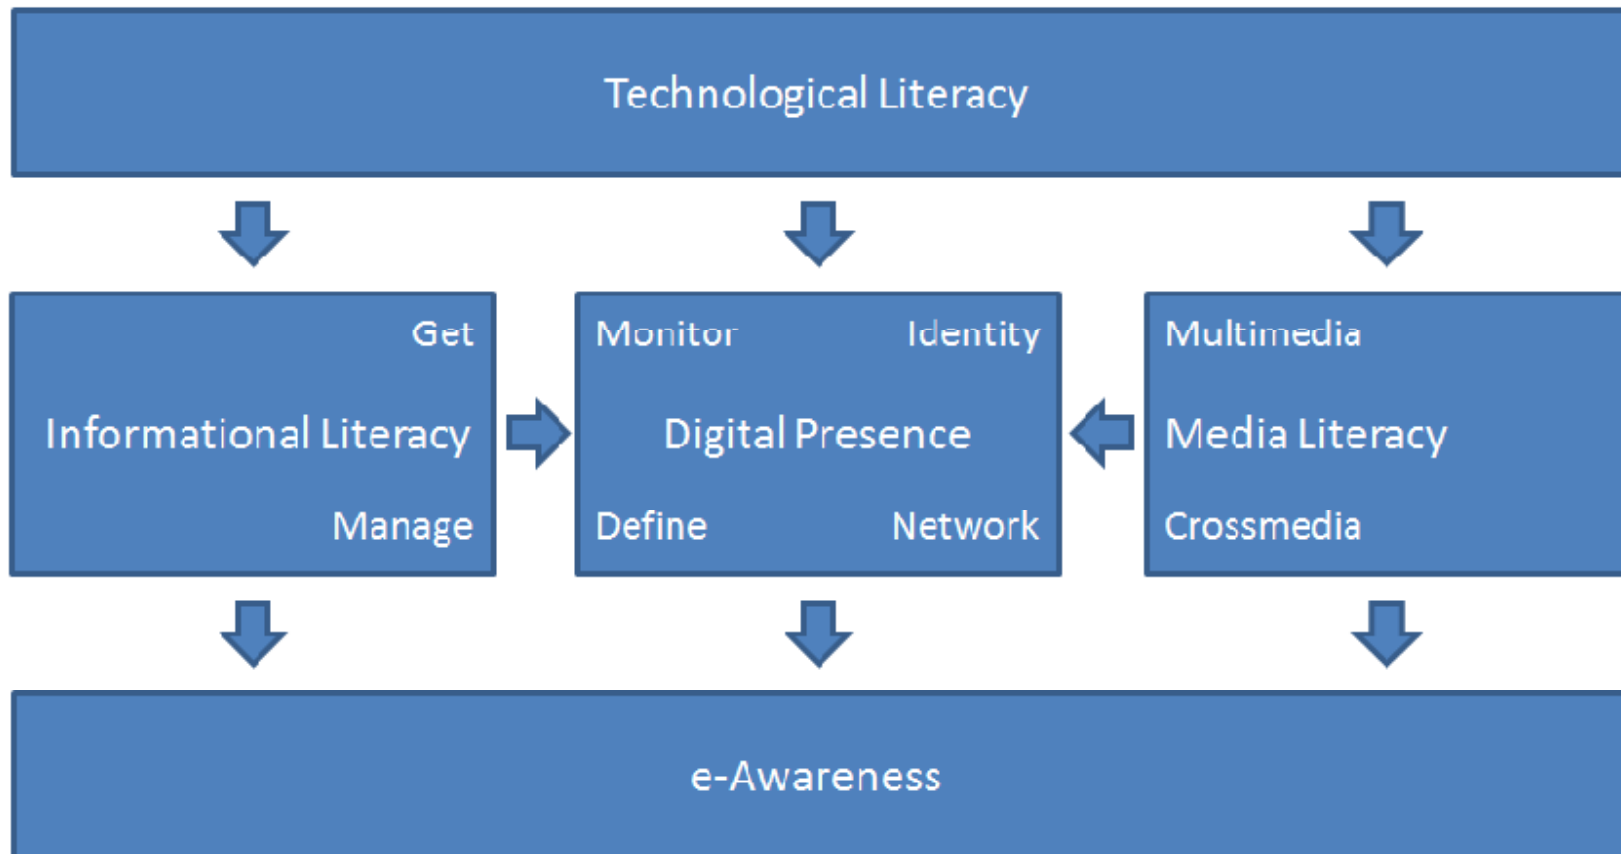 Technological Literacy
Get
Informational Literacy
Manage
Monitor Identity
Digital Presence
Define Network
Multimedia
Media Literacy
Crossmedia
e-Awareness